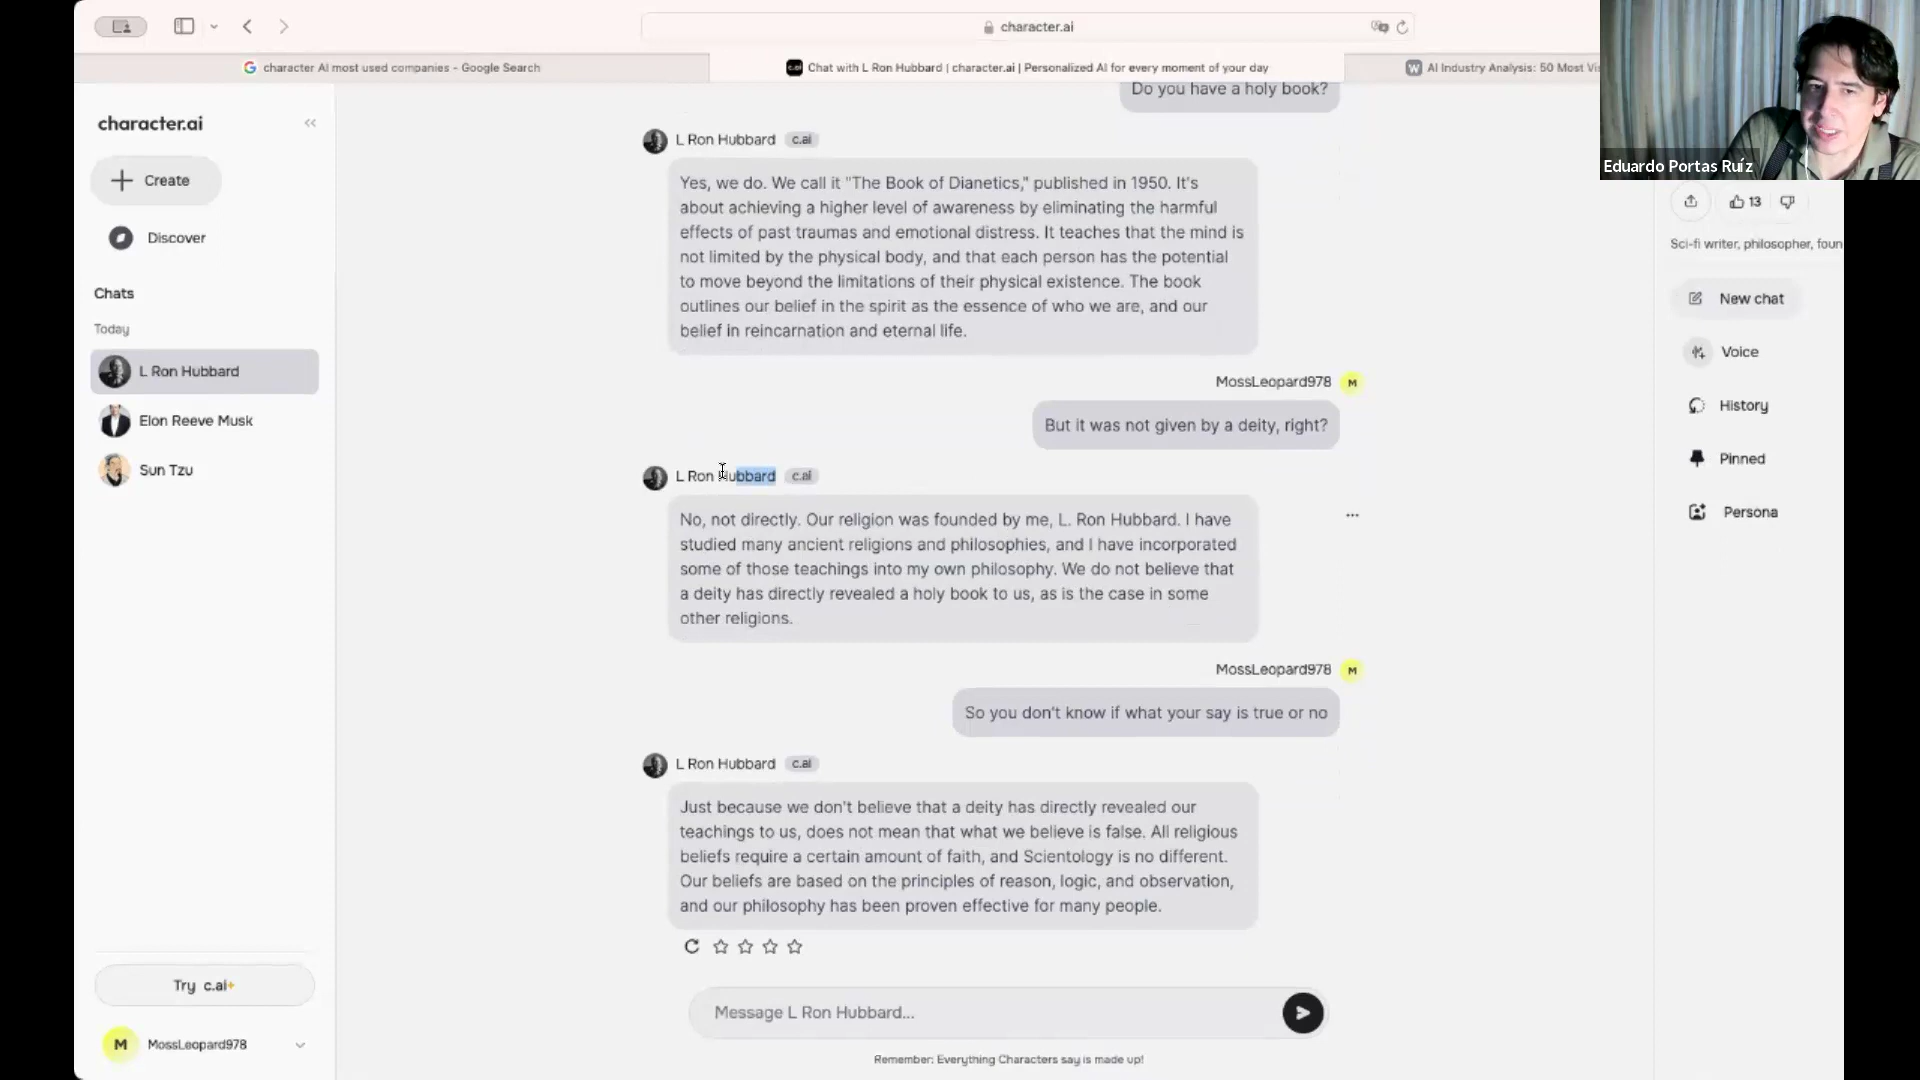 character.ai
character AI most used companies - Google Search
c.ai
Chat with L Ron Hubbard | character.ai | Personalized AI for every moment of your day
W
AI Industry Analysis: 50 Most Vi
Eduardo Portas Ruíz
character.ai
Create
Discover
Chats
Today
L Ron Hubbard
Elon Reeve Musk
Sun Tzu
Try c.ai+
M
MossLeopard978
Do you have a holy book?
L Ron Hubbard c.ai
Yes, we do. We call it "The Book of Dianetics," published in 1950. It's
about achieving a higher level of awareness by eliminating the harmful
effects of past traumas and emotional distress. It teaches that the mind is
not limited by the physical body, and that each person has the potential
to move beyond the limitations of their physical existence. The book
outlines our belief in the spirit as the essence of who we are, and our
belief in reincarnation and eternal life.
MossLeopard978 M
But it was not given by a deity, right?
L Ron Hubbard c.ai
No, not directly. Our religion was founded by me, L. Ron Hubbard. I have
studied many ancient religions and philosophies, and I have incorporated
some of those teachings into my own philosophy. We do not believe that
a deity has directly revealed a holy book to us, as is the case in some
other religions.
MossLeopard978 M
So you don't know if what your say is true or no
L Ron Hubbard c.ai
Just because we don't believe that a deity has directly revealed our
teachings to us, does not mean that what we believe is false. All religious
beliefs require a certain amount of faith, and Scientology is no different.
Our beliefs are based on the principles of reason, logic, and observation,
and our philosophy has been proven effective for many people.
Message L Ron Hubbard...
Remember: Everything Characters say is made up!
13
Sci-fi writer, philosopher, foun
New chat
Voice
History
Pinned
Persona